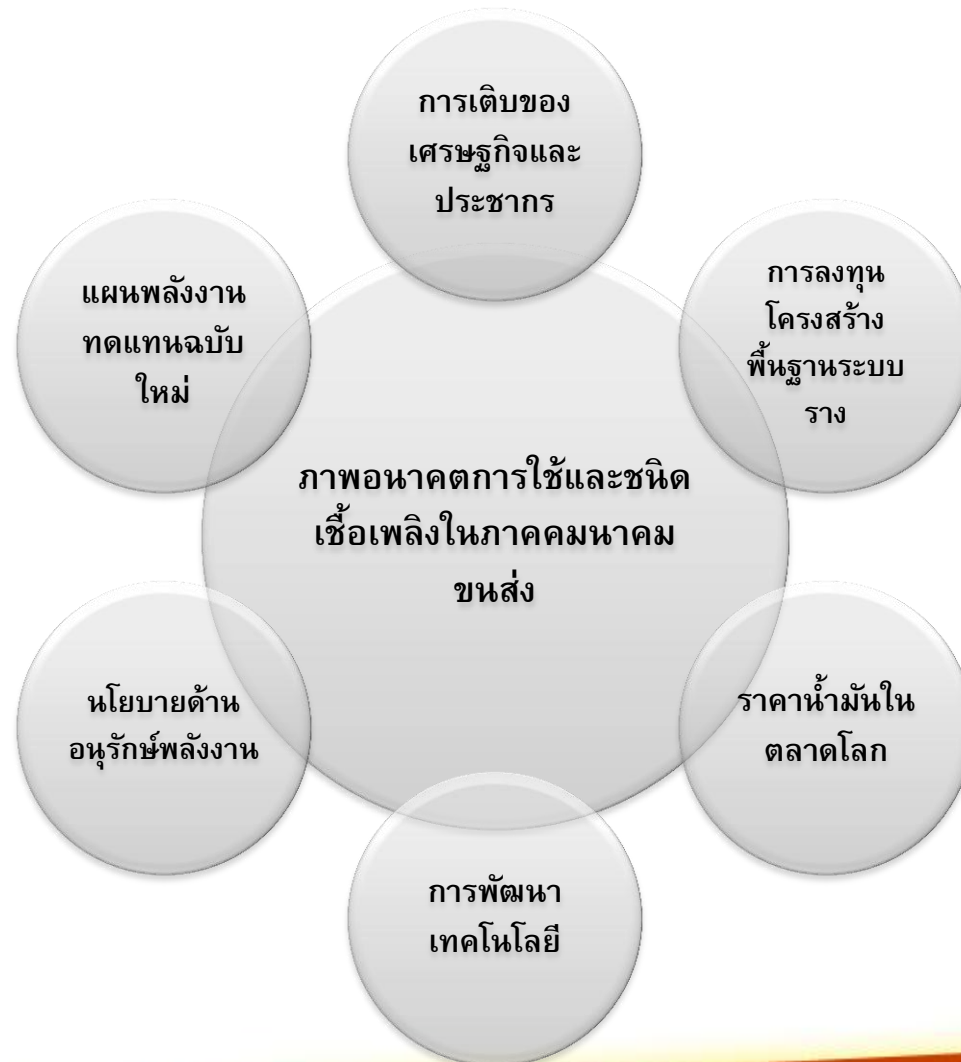 การเติบของ
เศรษฐกิจและ
ประชากร
การลงทุน
โครงสร้าง
พื้นฐานระบบ
ราง
ราคาน้ำมันใน
ตลาดโลก
การพัฒนา
เทคโนโลยี
นโยบายด้าน
อนุรักษ์พลังงาน
แผนพลังงาน
ทดแทนฉบับ
ใหม่
ภาพอนาคตการใช้และชนิด
เชื้อเพลิงในภาคคมนาคม
ขนส่ง